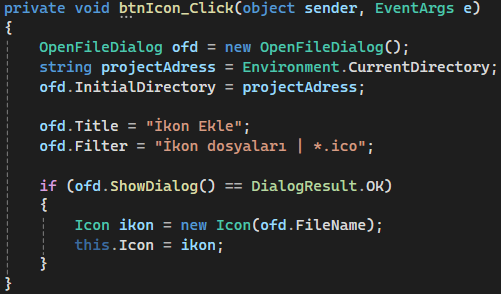 private void btnIcon_Click(object sender, EventArgs e)
{
OpenFileDialog ofd = new OpenFileDialog();
string projectAdress = Environment.CurrentDirectory;
ofd.InitialDirectory = projectAdress;
ofd.Title = "İkon Ekle";
ofd.Filter = "İkon dosyaları | *.ico";
if (ofd.ShowDialog() == DialogResult.OK)
{
Icon ikon = new Icon(ofd.FileName);
this.Icon = ikon;
}
}